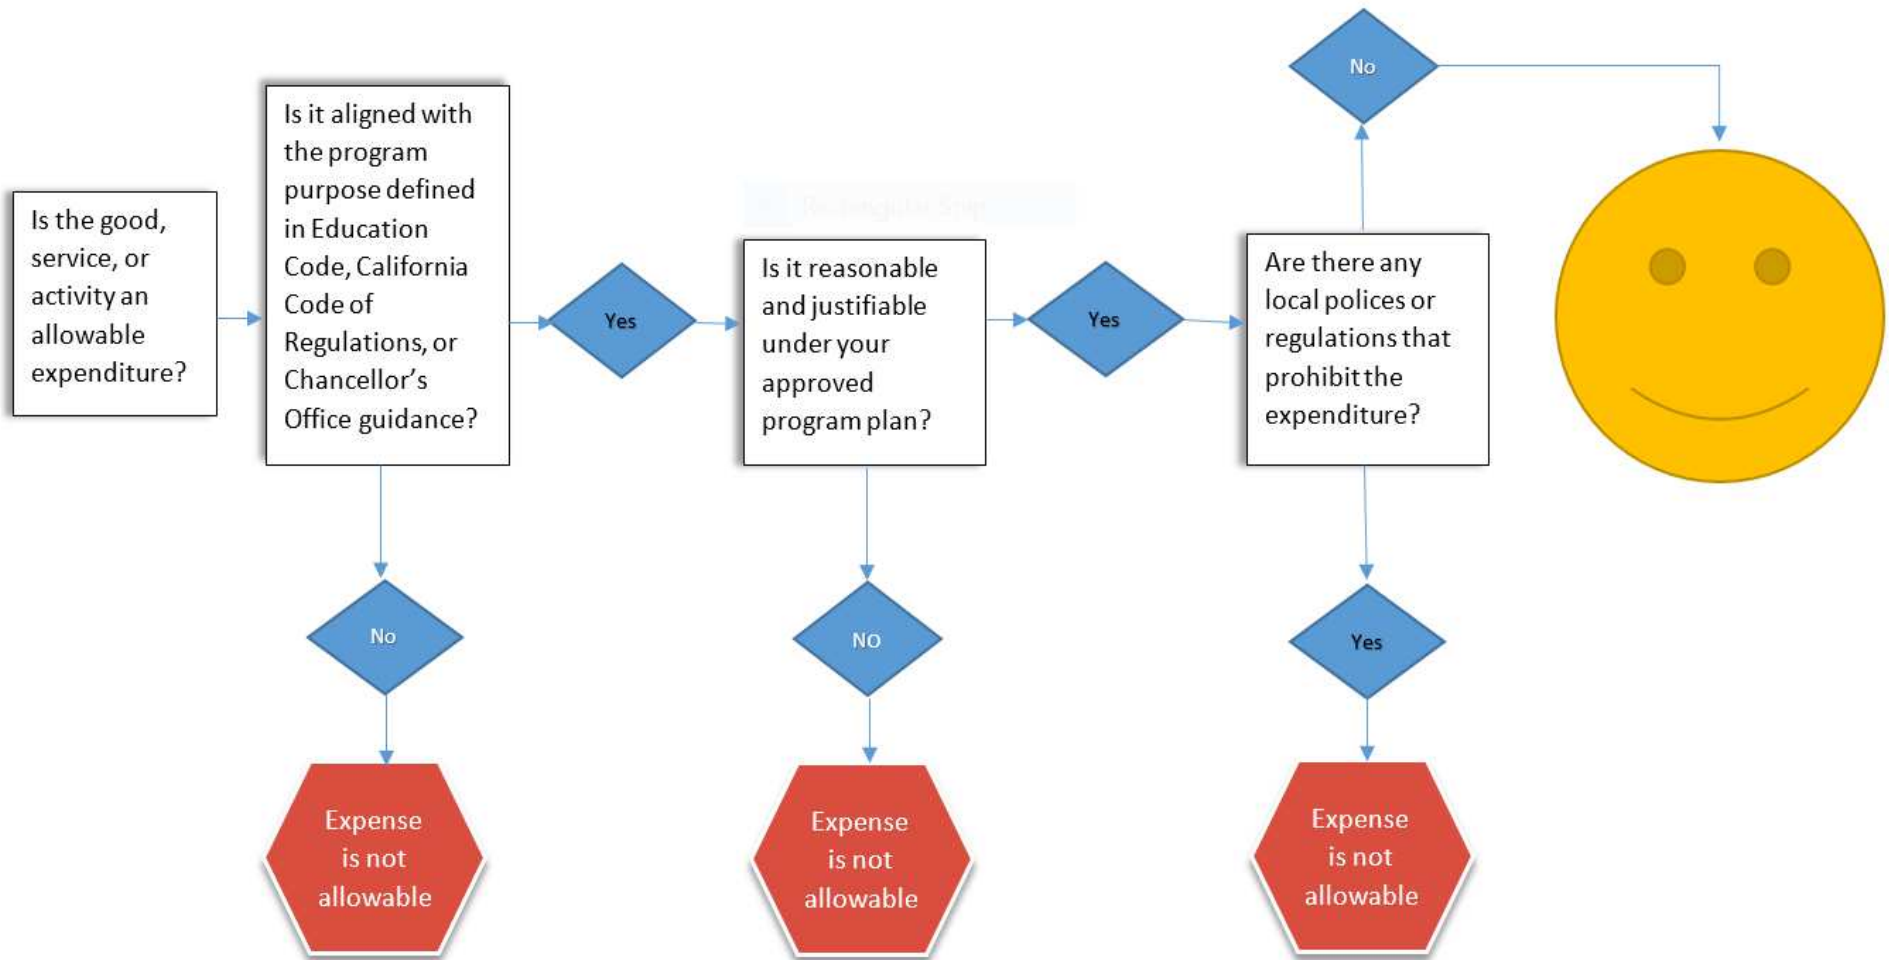 Is the good,
service, or
activity an
allowable
expenditure?
Is it aligned with
the program
purpose defined
in Education
Code, California
Code of
Regulations, or
Chancellor's
Office guidance?
Yes
Is it reasonable
and justifiable
under your
approved
program plan?
Yes
Are there any
local polices or
regulations that
prohibit the
expenditure?
No
No
NO
Yes
Expense
is not
allowable
Expense
is not
allowable
Expense
is not
allowable